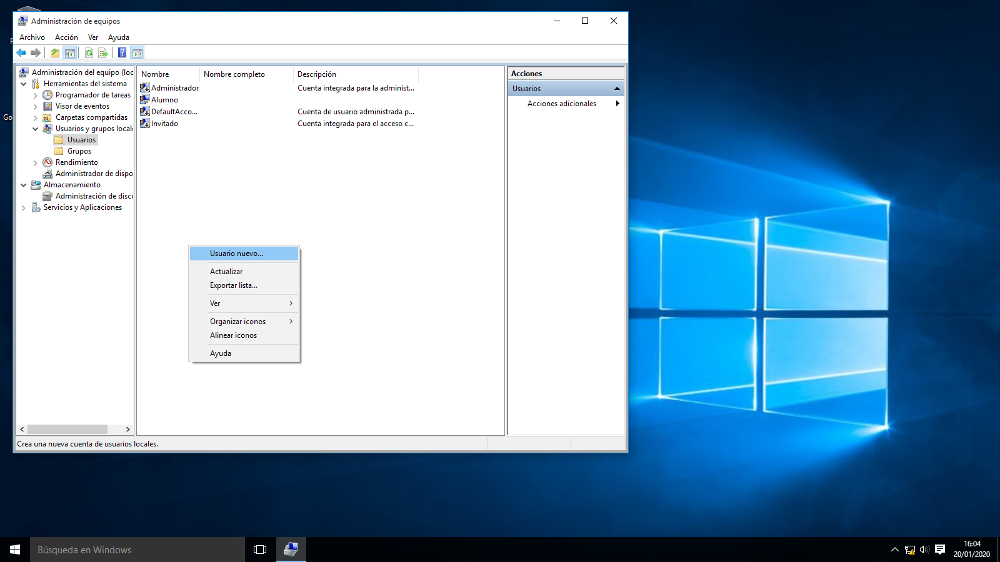 Administración de equipos
Archivo Acción Ver Ayuda
Administración del equipo (loc
Herramientas del sistema
Programador de tareas
Visor de eventos
Carpetas compartidas
Usuarios y grupos locale
Usuarios
Grupos
Rendimiento
Administrador de dispo
Almacenamiento
Administración de disco
Servicios y Aplicaciones
Nombre Nombre completo Descripción
Administrador Cuenta integrada para la administ...
Alumno
DefaultAcco... Cuenta de usuario administrada p...
Invitado Cuenta integrada para el acceso c...
Acciones
Usuarios
Acciones adicionales
Usuario nuevo...
Actualizar
Exportar lista...
Ver
Organizar iconos
Alinear iconos
Ayuda
Crea una nueva cuenta de usuarios locales.
Go
Búsqueda en Windows
16:04
20/01/2020